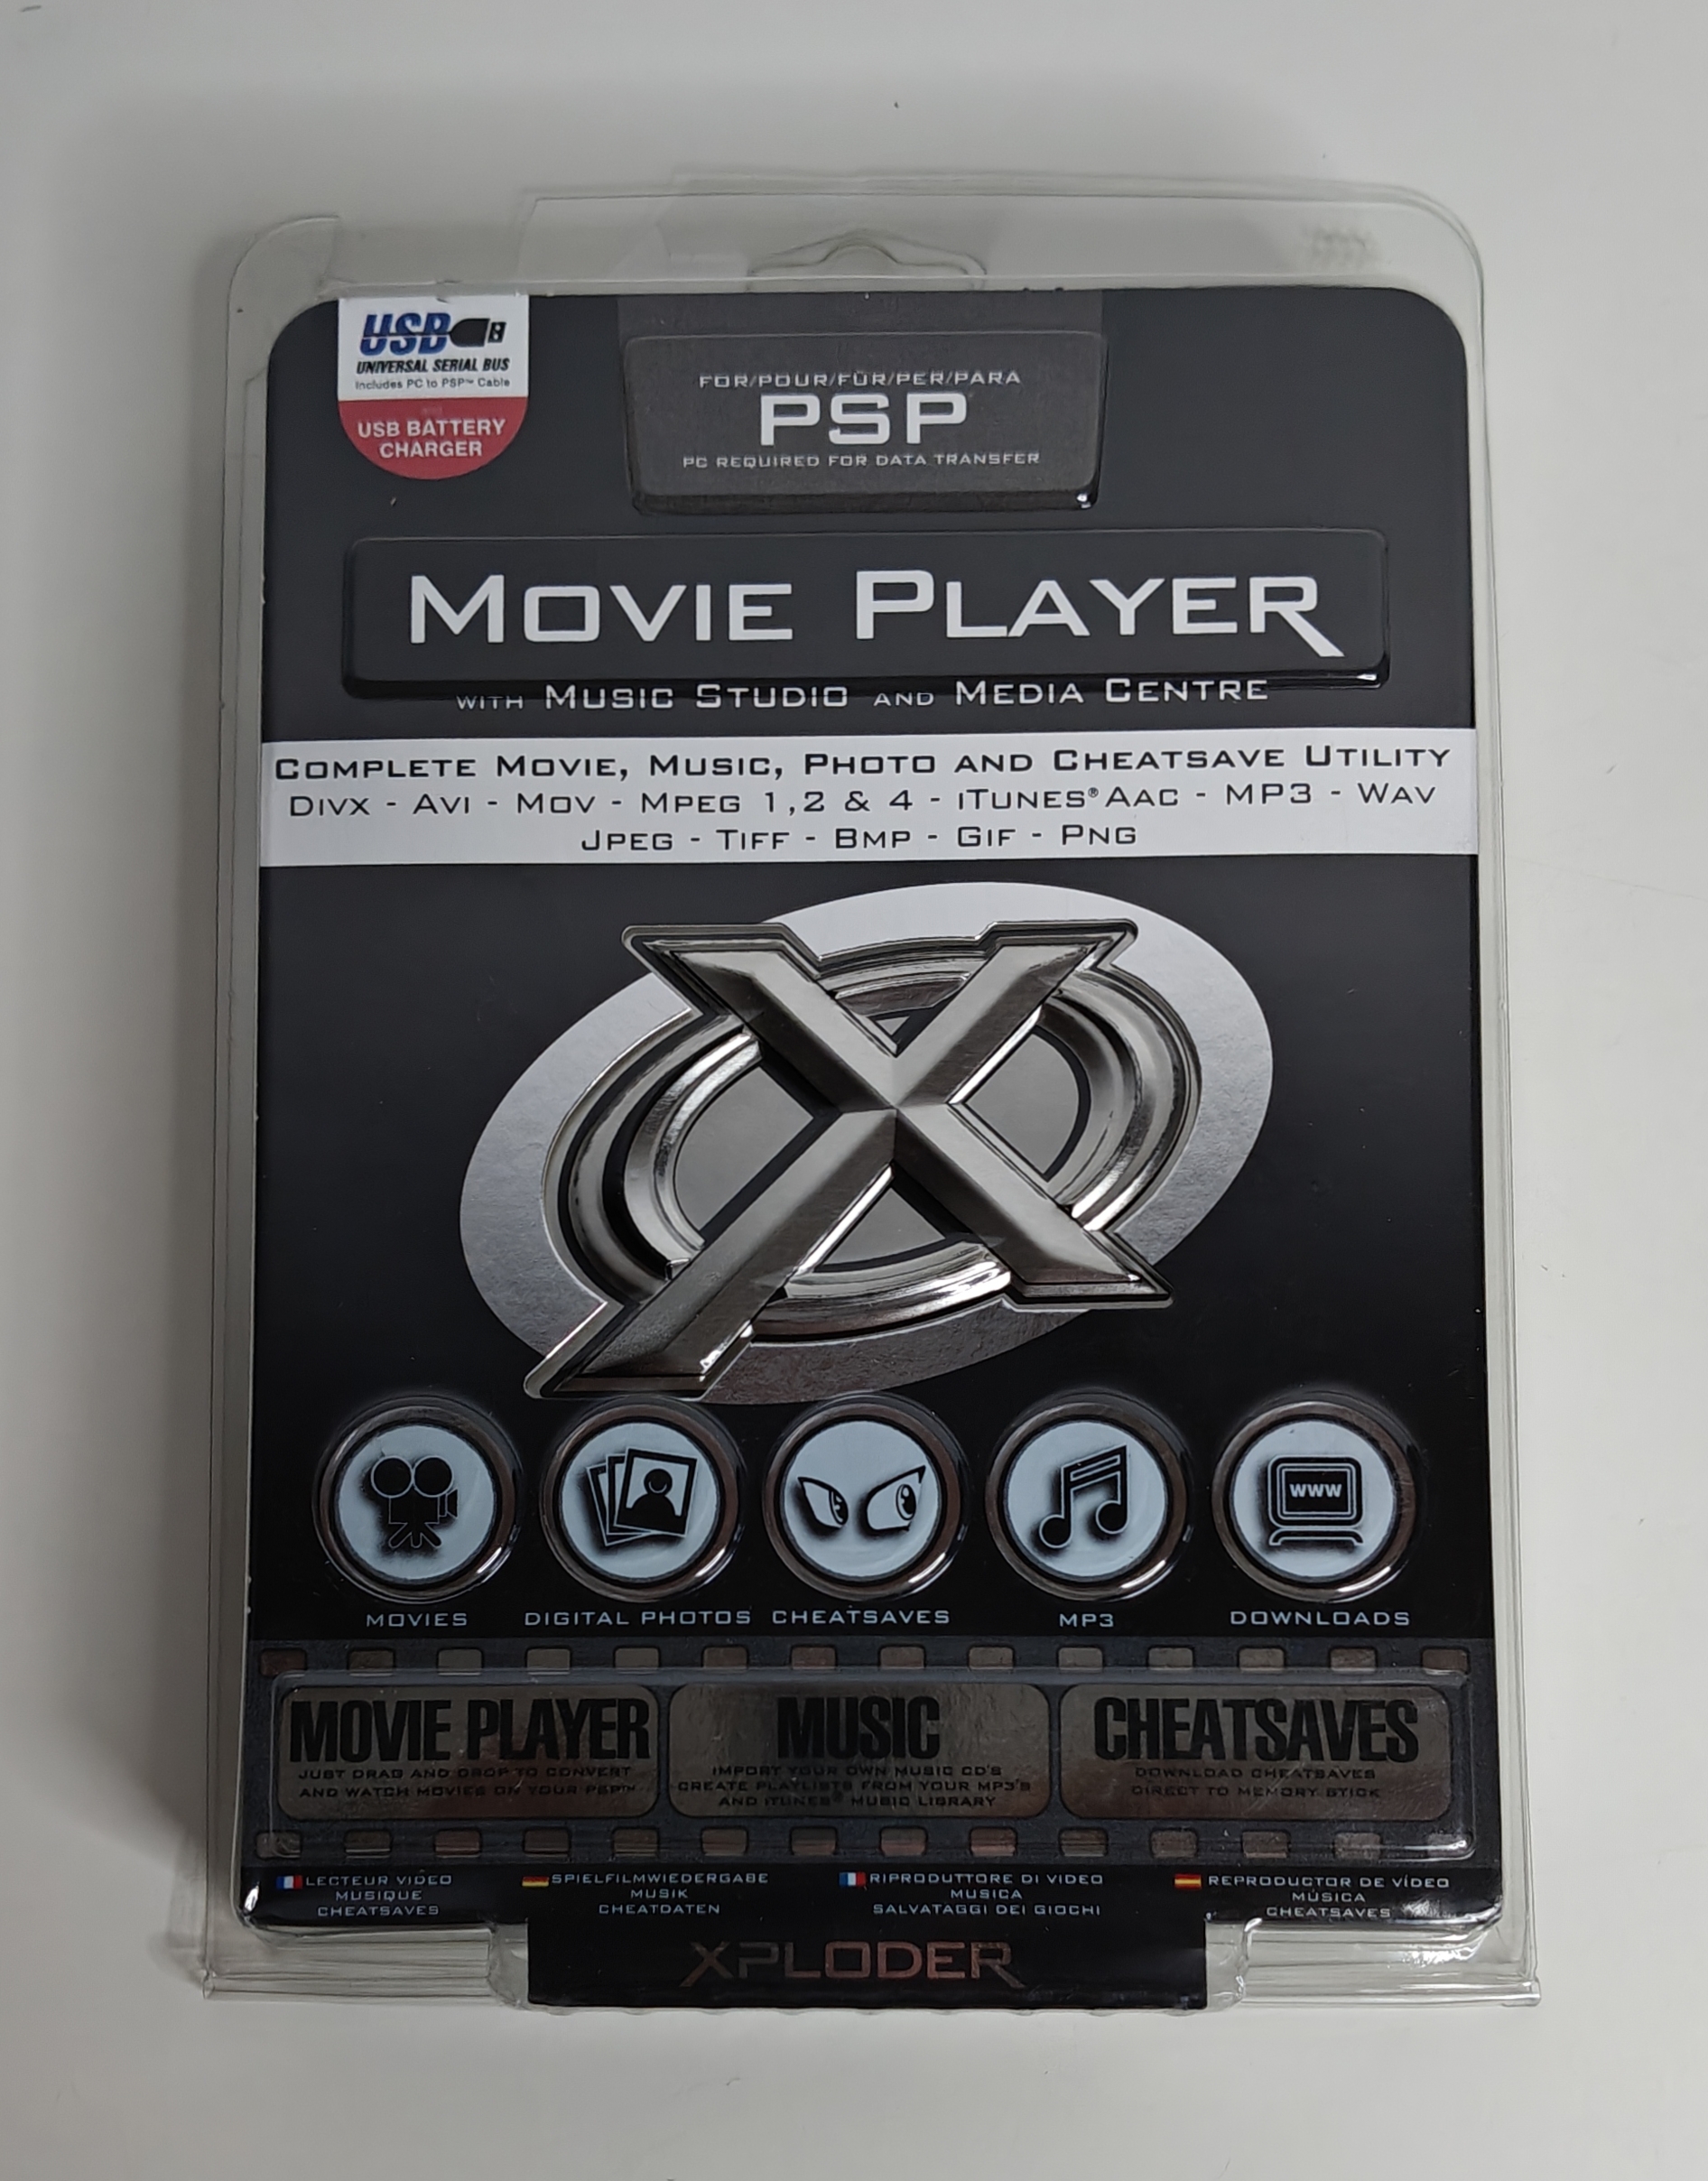 USB
UNIVERSAL SERIAL BUS
Includes PC to PSP™ Cable
USB BATTERY
CHARGER
FOR/POUR/FÜR/PER/PARA
PSP
PC REQUIRED FOR DATA TRANSFER
MOVIE PLAYER
WITH MUSIC STUDIO AND MEDIA CENTRE
COMPLETE MOVIE, MUSIC, PHOTO AND CHEATSAVE UTILITY
DIVX - AVI - MOV - MPEG 1,2 & 4 - iTUNES® AAC - MP3 - WAV
JPEG - TIFF - BMP - GIF - PNG
X
WWW
MOVIES
DIGITAL PHOTOS
CHEATSAVES
MP3
DOWNLOADS
MOVIE PLAYER
JUST DRAG AND DROP TO CONVERT
AND WATCH MOVIES ON YOUR PSP™
MUSIC
IMPORT YOUR OWN MUSIC CD'S
CREATE PLAYLISTS FROM YOUR MP3'S
AND iTUNES® MUSIC LIBRARY
CHEATSAVES
DOWNLOAD CHEATSAVES
DIRECT TO MEMORY STICK
LECTEUR VIDEO
MUSIQUE
CHEATSAVES
SPIELFILMWIEDERGABE
MUSIK
CHEATDATEN
RIPRODUTTORE DI VIDEO
MUSICA
SALVATAGGI DEI GIOCHI
REPRODUCTOR DE VÍDEO
MÚSICA
CHEATSAVES
XPLODER